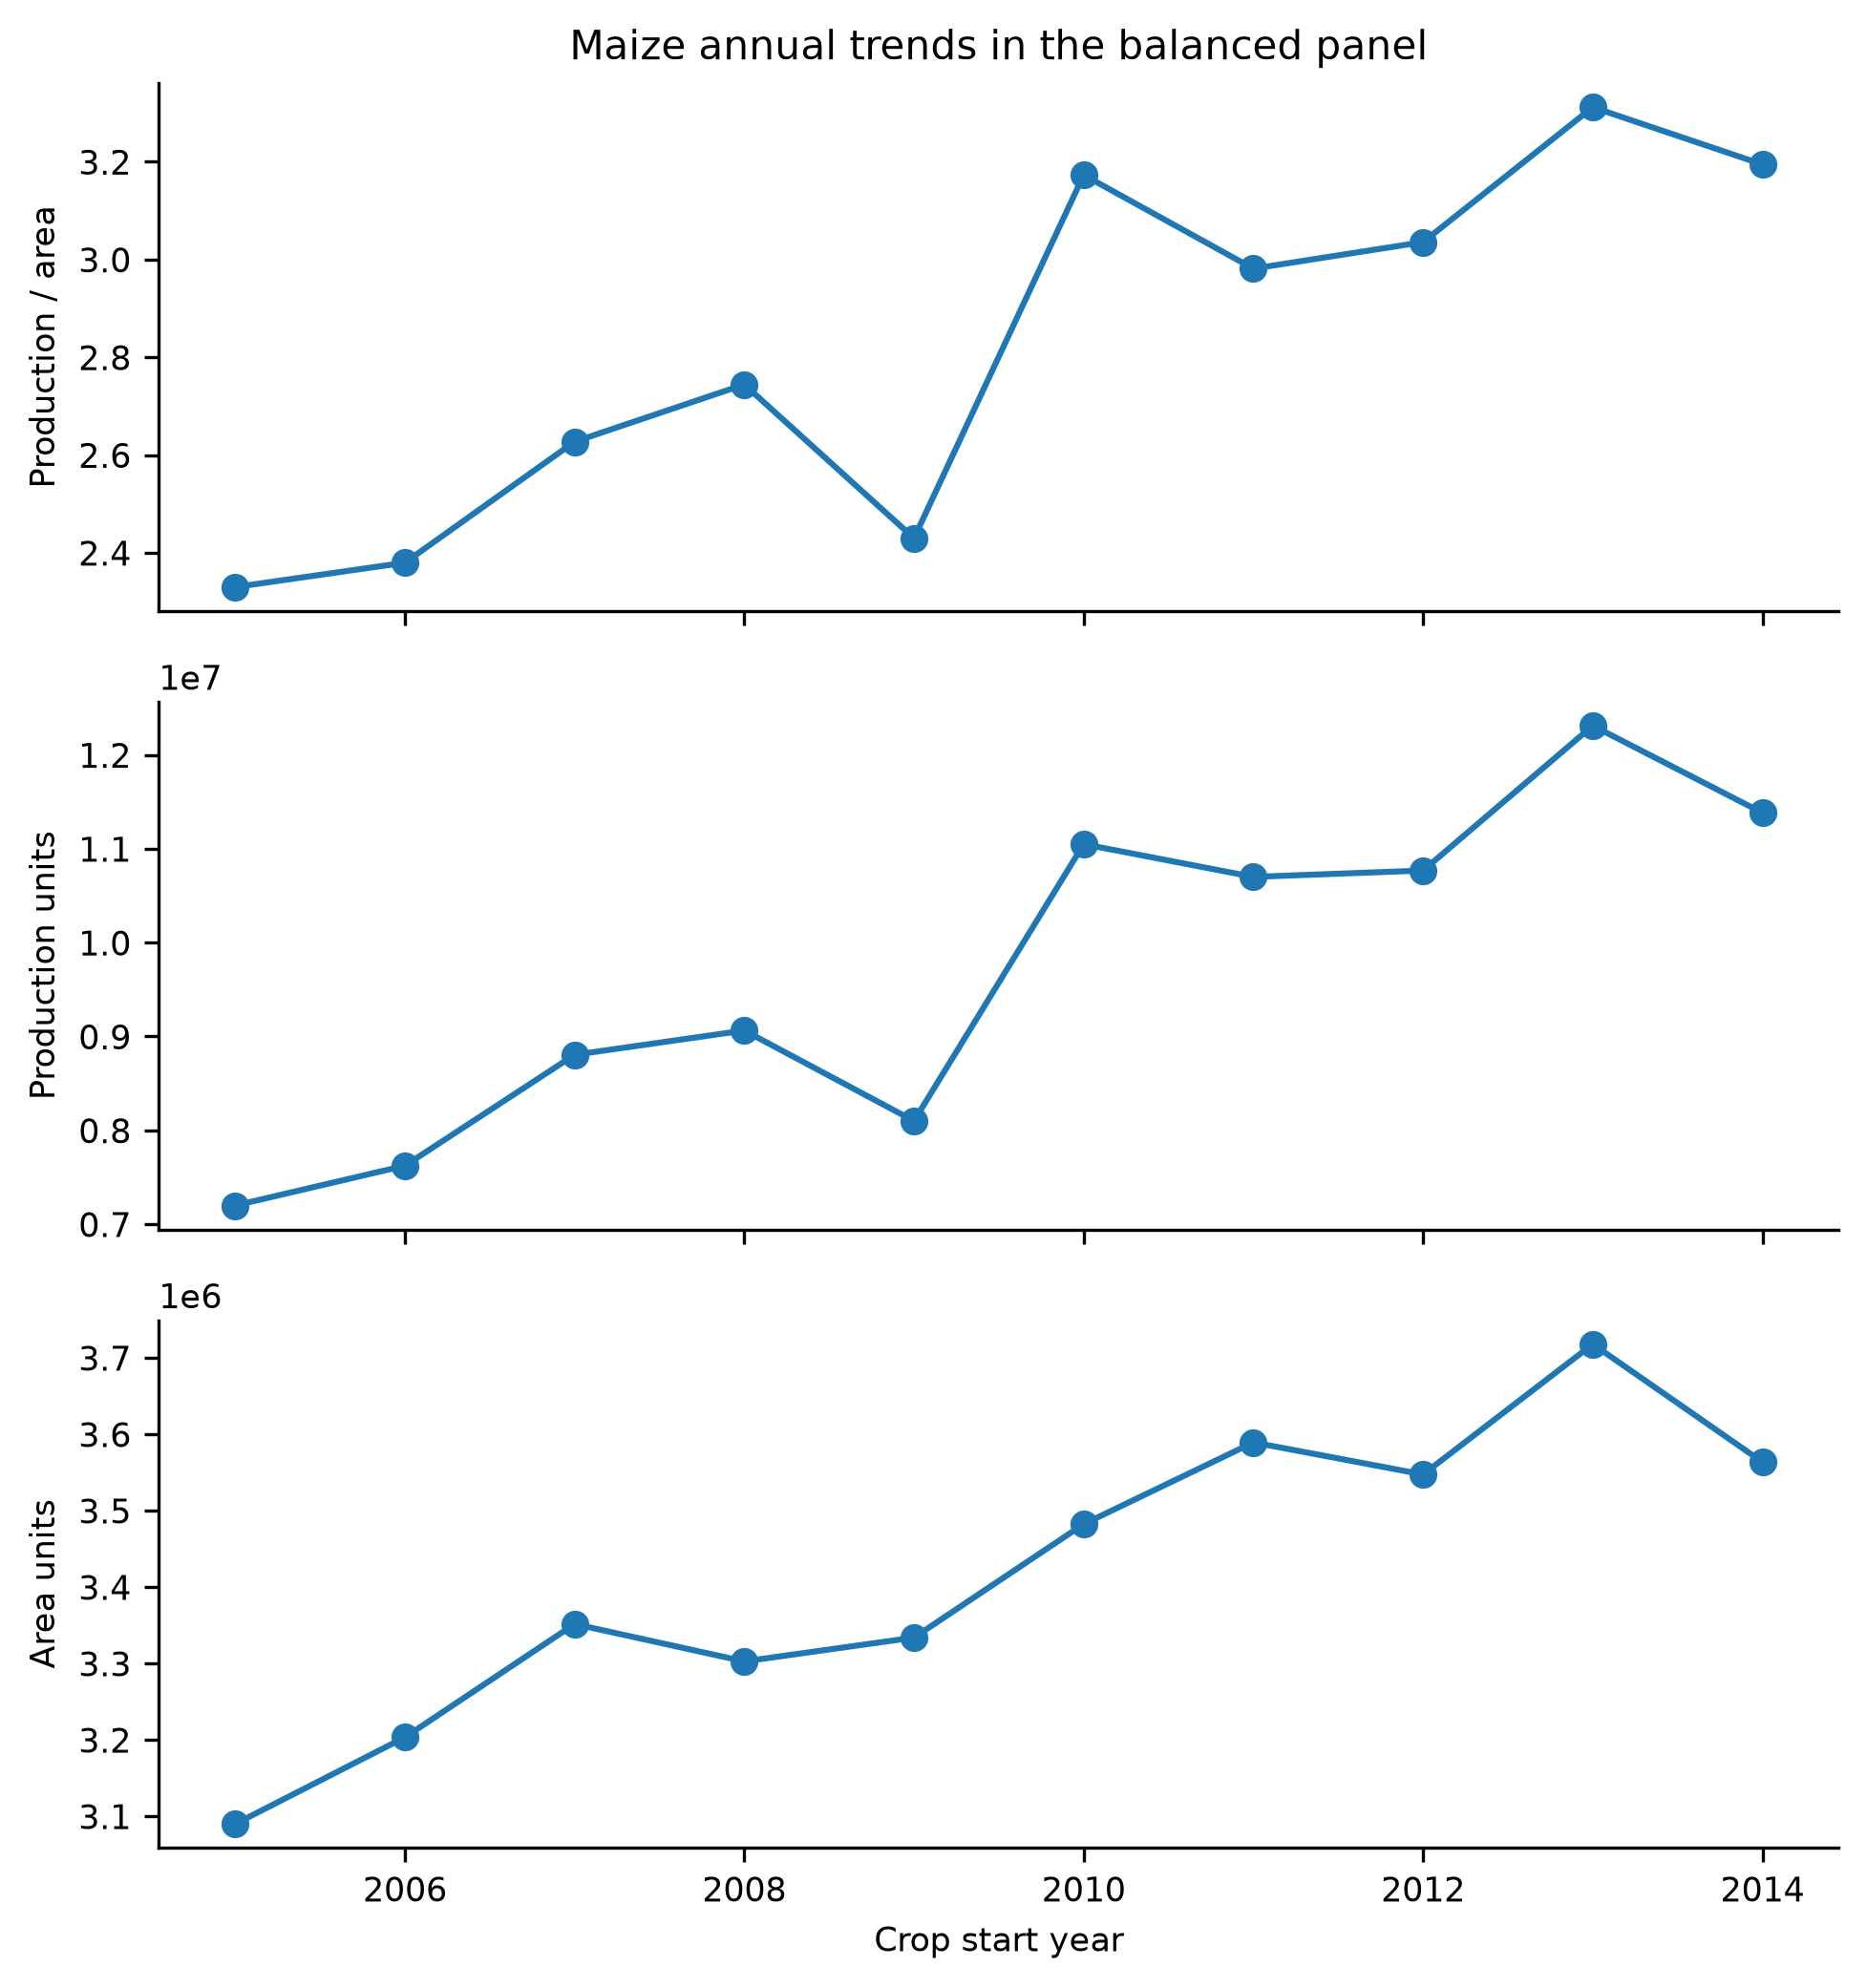 Maize annual trends in the balanced panel
Production / area
3.2
3.0
2.8
2.6
2.4
1e7
Production units
1.2
1.1
1.0
0.9
0.8
0.7
1e6
Area units
3.7
3.6
3.5
3.4
3.3
3.2
3.1
2006 2008 2010 2012 2014
Crop start year